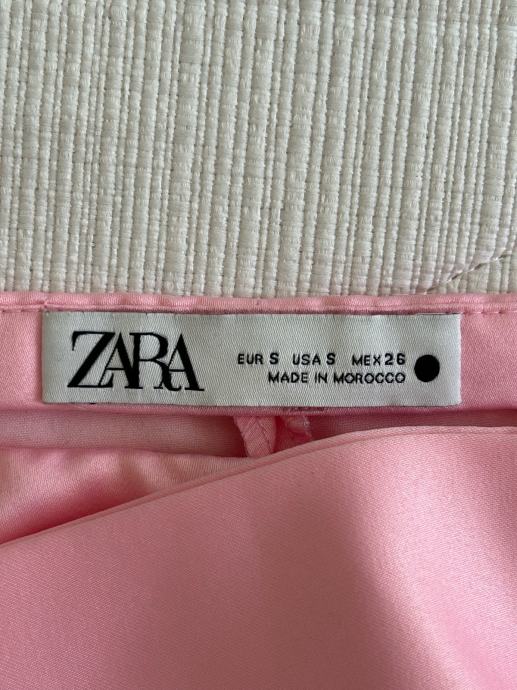 ZARA
EUR S USA S MEX 26
MADE IN MOROCCO